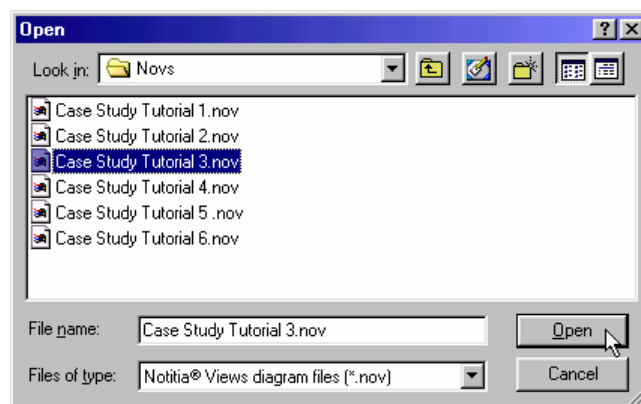 Open
Look in: Novs
Case Study Tutorial 1.nov
Case Study Tutorial 2.nov
Case Study Tutorial 3.nov
Case Study Tutorial 4.nov
Case Study Tutorial 5 .nov
Case Study Tutorial 6.nov
File name: Case Study Tutorial 3.nov Open
Files of type: Notitia® Views diagram files (*.nov) Cancel